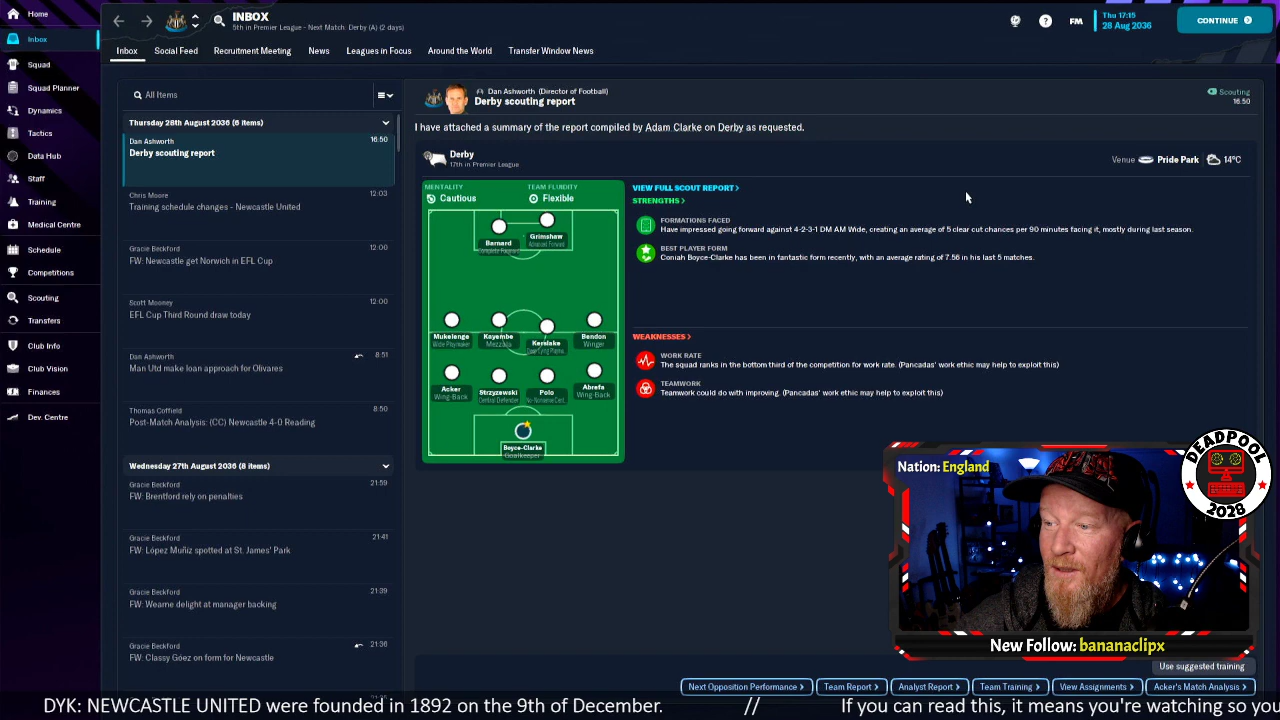 Home
Inbox
Squad
Squad Planner
Dynamics
Tactics
Data Hub
Staff
Training
Medical Centre
Schedule
Competitions
Scouting
Transfers
Club Info
Club Vision
Finances
Dev. Centre
INBOX
5th in Premier League - Next Match: Derby (A) (2 days)
FM
Thu 17:15
28 Aug 2036
CONTINUE
Inbox
Social Feed
Recruitment Meeting
News
Leagues in Focus
Around the World
Transfer Window News
All Items
Thursday 28th August 2036 (6 items)
Dan Ashworth 16:50
Derby scouting report
Chris Moore 12:03
Training schedule changes - Newcastle United
Gracie Beckford 12:00
FW: Newcastle get Norwich in EFL Cup
Scott Mooney 12:00
EFL Cup Third Round draw today
Dan Ashworth 8:51
Man Utd make loan approach for Olivares
Thomas Coffield 8:50
Post-Match Analysis: (CC) Newcastle 4-0 Reading
Wednesday 27th August 2036 (8 items)
Gracie Beckford 21:59
FW: Brentford rely on penalties
Gracie Beckford 21:41
FW: López Muñiz spotted at St. James' Park
Gracie Beckford 21:39
FW: Wearne delight at manager backing
Gracie Beckford 21:36
FW: Classy Góez on form for Newcastle
Dan Ashworth (Director of Football)
Derby scouting report
Scouting
16.50
I have attached a summary of the report compiled by Adam Clarke on Derby as requested.
Derby
17th in Premier League
Venue Pride Park 14°C
MENTALITY
Cautious
TEAM FLUIDITY
Flexible
Barnard
Grimshaw
Advanced Forward
Mukelenge
Wide Playmaker
Kayembe
Mezzala
Kerslake
Bendon
Winger
Acker
Wing-Back
Strzyzewski
Central Defender
Polo
Abrefa
Wing-Back
Boyce-Clarke
Goalkeeper
VIEW FULL SCOUT REPORT >
STRENGTHS >
FORMATIONS FACED
Have impressed going forward against 4-2-3-1 DM AM Wide, creating an average of 5 clear cut chances per 90 minutes facing it, mostly during last season.
BEST PLAYER FORM
Coniah Boyce-Clarke has been in fantastic form recently, with an average rating of 7.56 in his last 5 matches.
WEAKNESSES >
WORK RATE
The squad ranks in the bottom third of the competition for work rate. (Pancadas' work ethic may help to exploit this)
TEAMWORK
Teamwork could do with improving. (Pancadas' work ethic may help to exploit this)
Nation: England
DEADPOOL
2028
New Follow: bananaclipx
Use suggested training
Next Opposition Performance >
Team Report >
Analyst Report >
Team Training >
View Assignments >
Acker's Match Analysis >
DYK: NEWCASTLE UNITED were founded in 1892 on the 9th of December. // If you can read this, it means you're watching so you